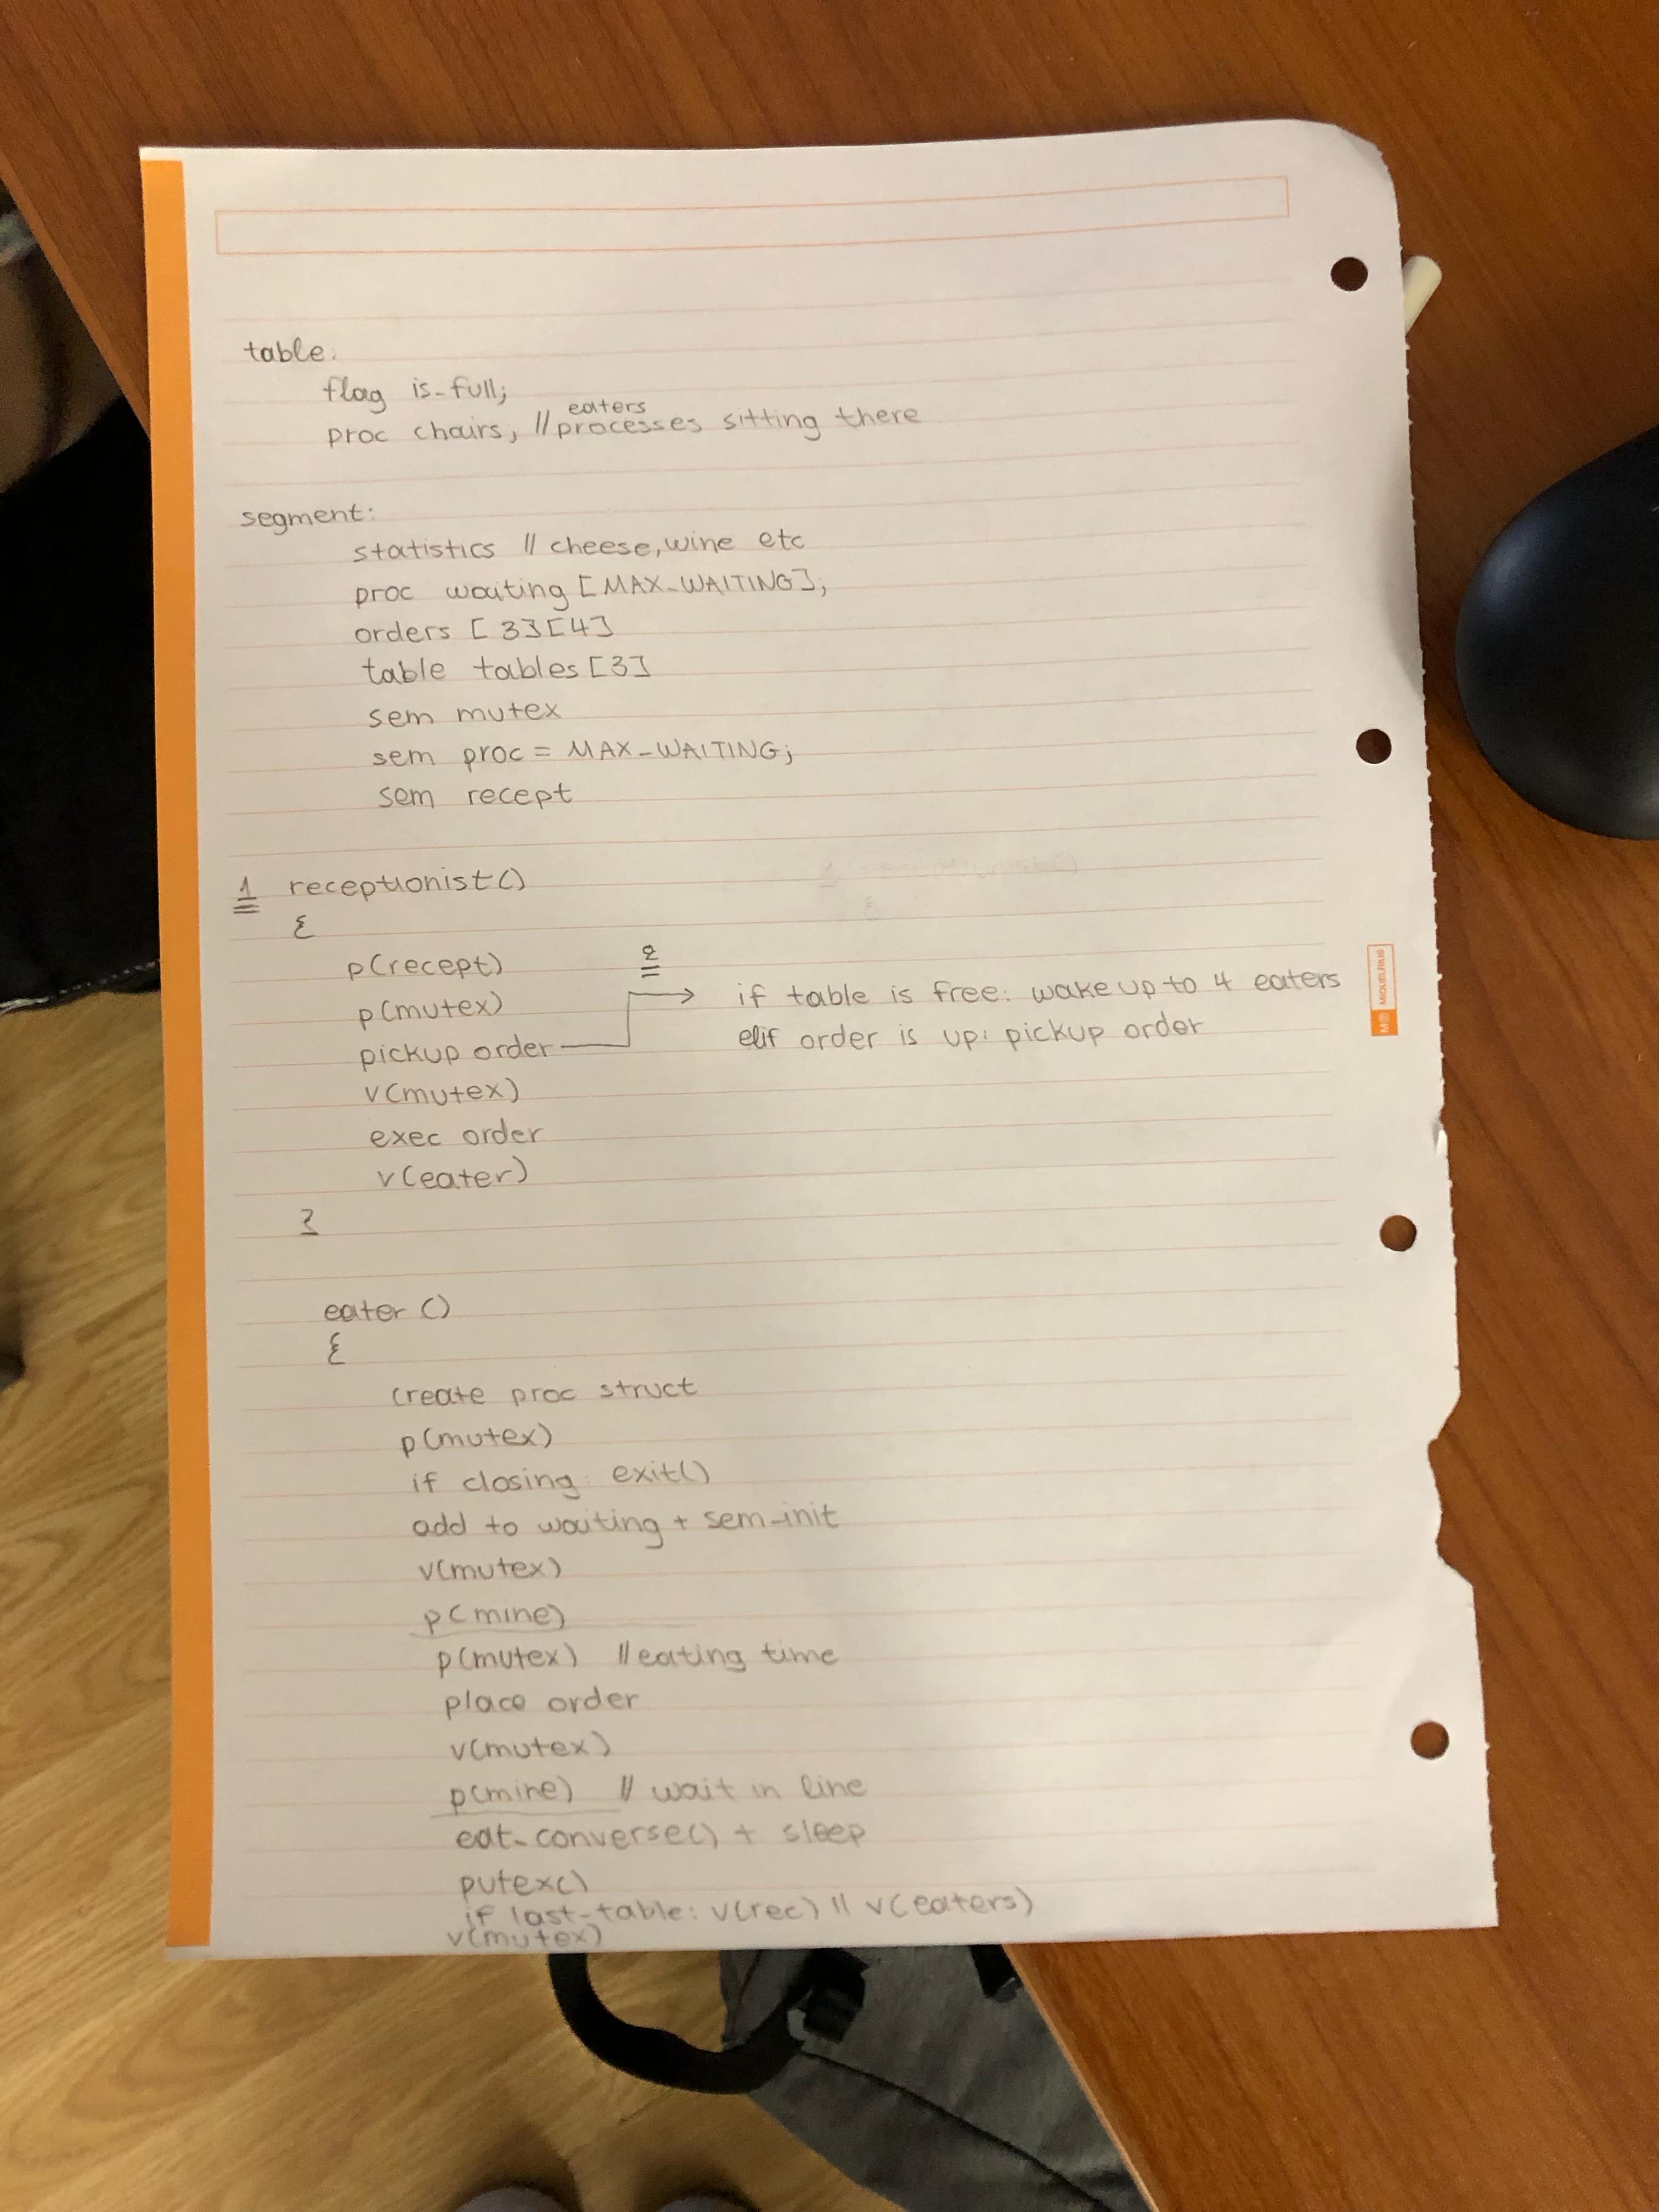 table:
flag is_full;
eaters
proc chairs, // processes sitting there
segment:
statistics // cheese, wine etc
proc waiting [MAX_WAITING];
orders [3][4]
table tables[3]
sem mutex
sem proc = MAX_WAITING;
sem recept
1 receptionist()
{
p(recept)
2
p(mutex)
→ if table is free: wake up to 4 eaters
pickup order
elif order is up: pickup order
v(mutex)
exec order
v(eater)
}
eater ()
{
create proc struct
p(mutex)
if closing: exit()
add to waiting + sem_init
v(mutex)
p(mine)
p(mutex) // eating time
place order
v(mutex)
p(mine) // wait in line
eat_converse() + sleep
putex()
if last_table: v(rec) || v(eaters)
v(mutex)
MIQUELRIUS